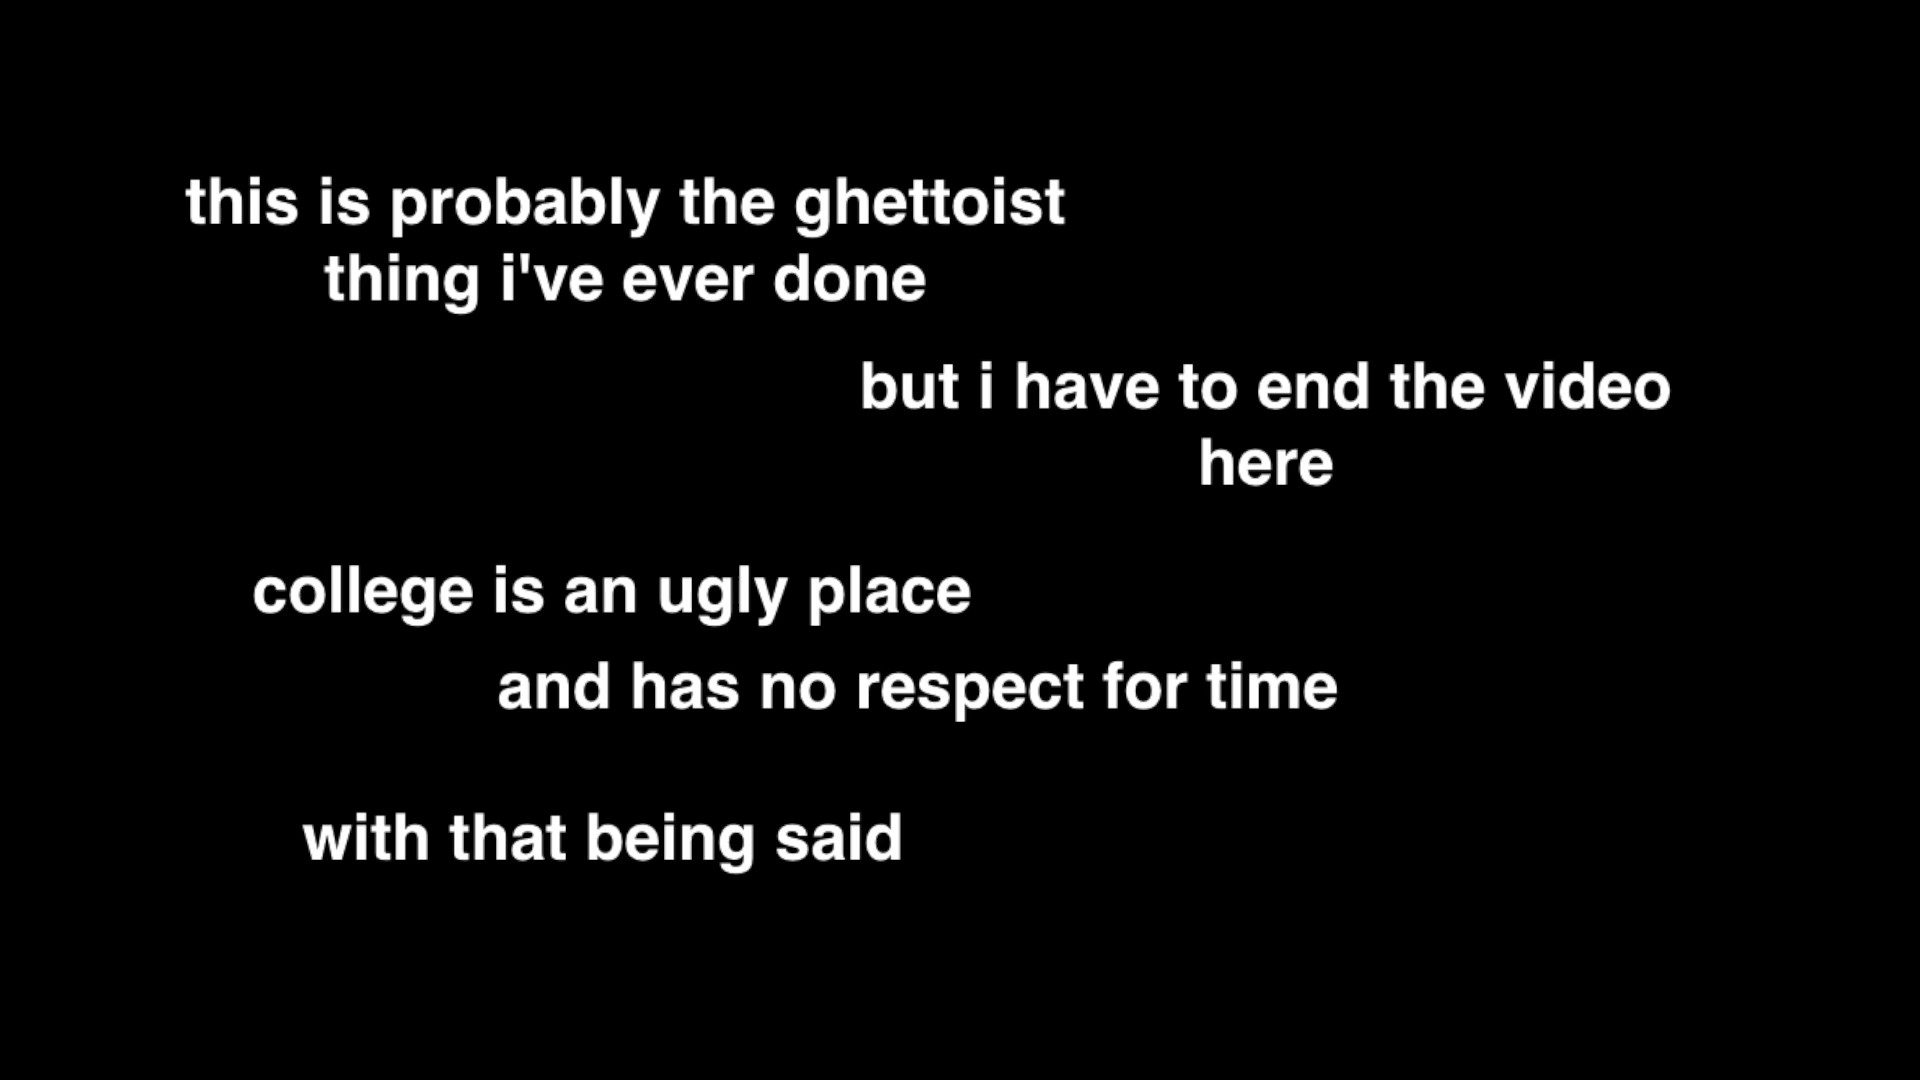 this is probably the ghettoist
thing i've ever done
but i have to end the video
here
college is an ugly place
and has no respect for time
with that being said